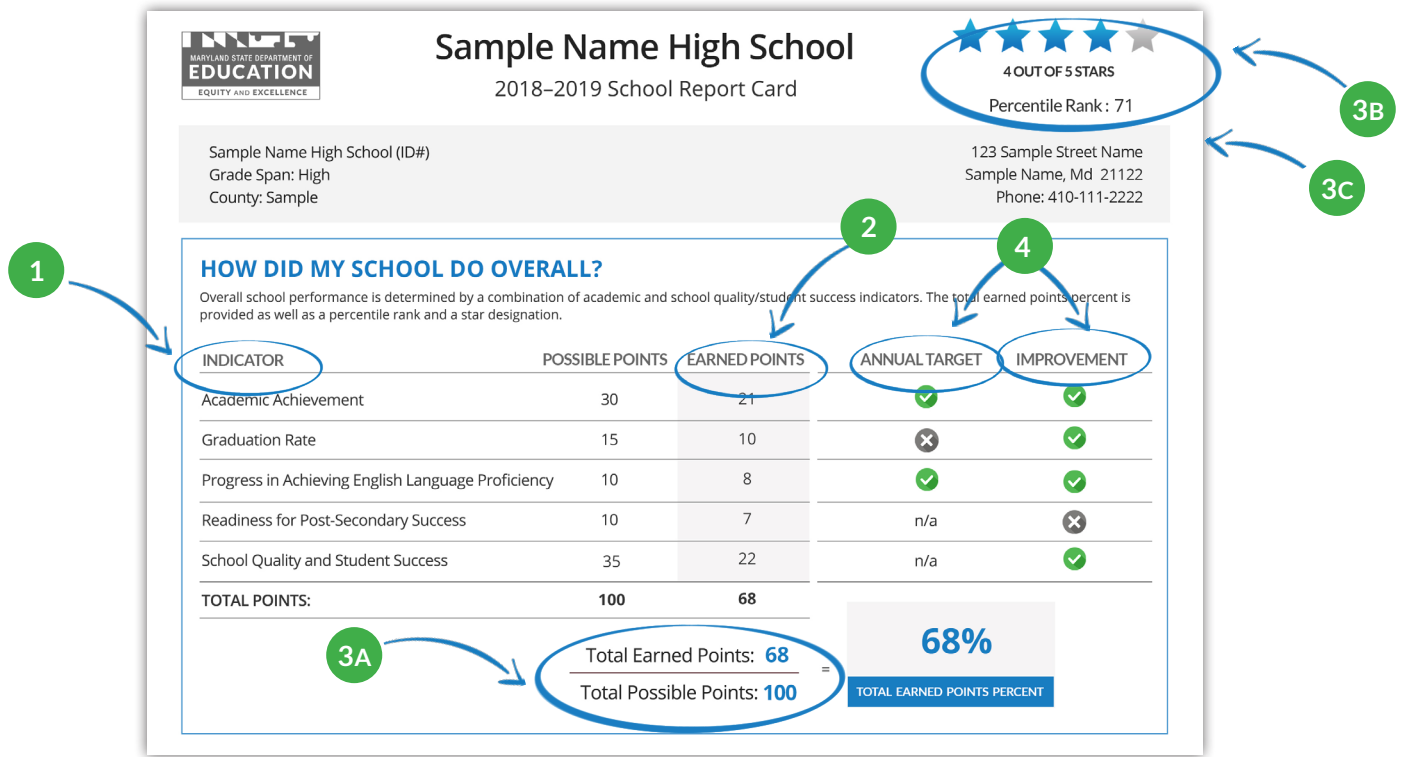 MARYLAND STATE DEPARTMENT OF
EDUCATION
EQUITY AND EXCELLENCE
Sample Name High School
2018–2019 School Report Card
4 OUT OF 5 STARS
Percentile Rank : 71
3B
3C
Sample Name High School (ID#)
Grade Span: High
County: Sample
123 Sample Street Name
Sample Name, Md 21122
Phone: 410-111-2222
1
2
4
HOW DID MY SCHOOL DO OVERALL?
Overall school performance is determined by a combination of academic and school quality/student success indicators. The total earned points percent is
provided as well as a percentile rank and a star designation.
INDICATOR POSSIBLE POINTS EARNED POINTS ANNUAL TARGET IMPROVEMENT
Academic Achievement 30 21
Graduation Rate 15 10
Progress in Achieving English Language Proficiency 10 8
Readiness for Post-Secondary Success 10 7 n/a
School Quality and Student Success 35 22 n/a
TOTAL POINTS: 100 68
3A
Total Earned Points: 68
Total Possible Points: 100
=
68%
TOTAL EARNED POINTS PERCENT